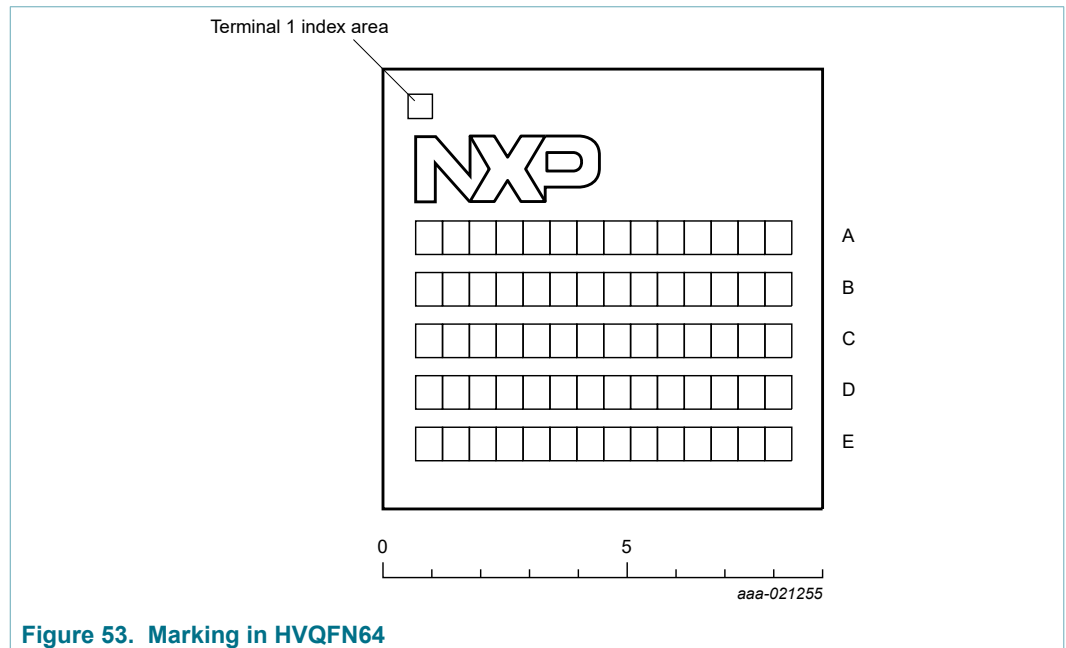 Terminal 1 index area
NXP
A
B
C
D
E
0 5
aaa-021255
Figure 53. Marking in HVQFN64